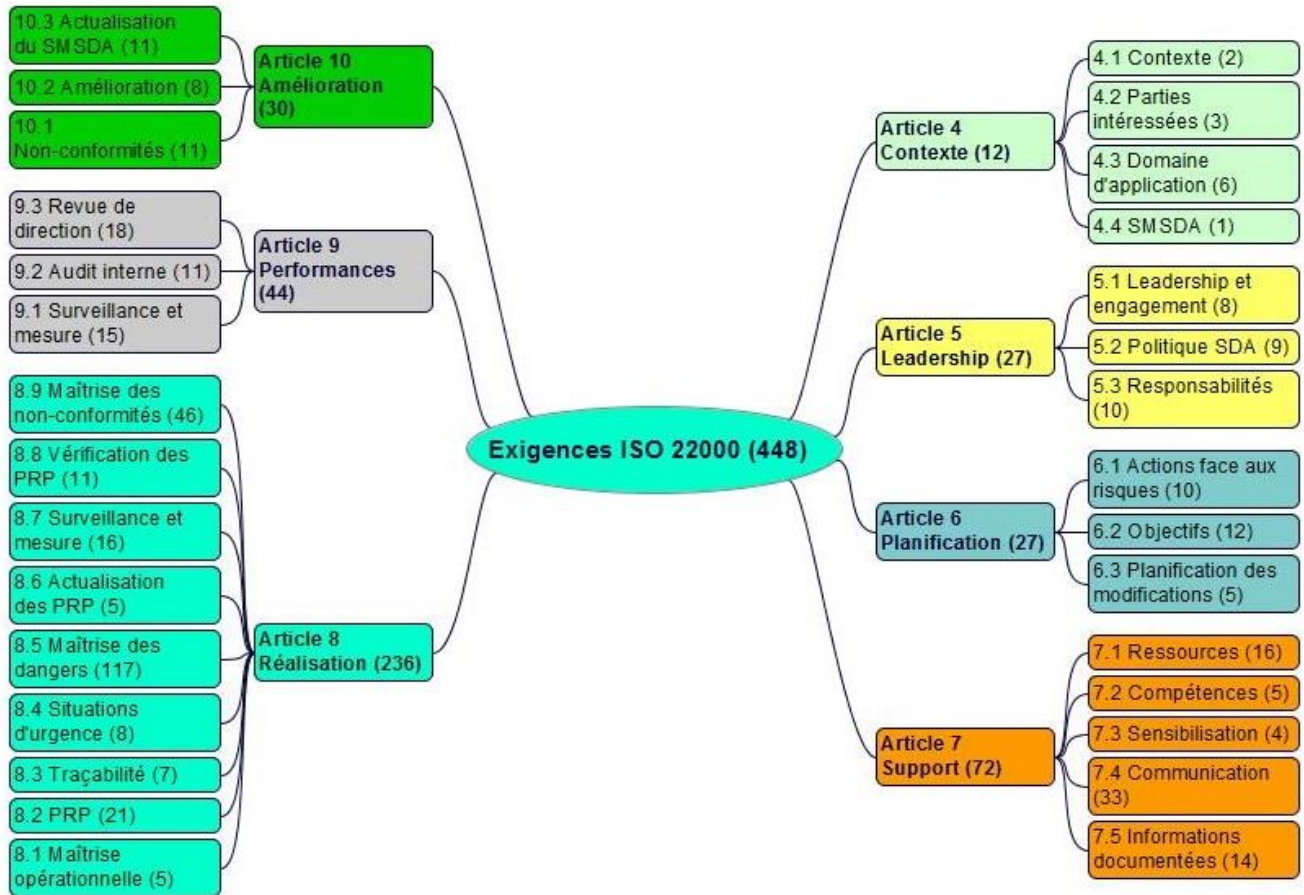 Exigences ISO 22000 (448)
Article 4
Contexte (12)
4.1 Contexte (2)
4.2 Parties
intéressées (3)
4.3 Domaine
d'application (6)
4.4 SMSDA (1)
Article 5
Leadership (27)
5.1 Leadership et
engagement (8)
5.2 Politique SDA (9)
5.3 Responsabilités
(10)
Article 6
Planification (27)
6.1 Actions face aux
risques (10)
6.2 Objectifs (12)
6.3 Planification des
modifications (5)
Article 7
Support (72)
7.1 Ressources (16)
7.2 Compétences (5)
7.3 Sensibilisation (4)
7.4 Communication
(33)
7.5 Informations
documentées (14)
Article 8
Réalisation (236)
8.9 Maîtrise des
non-conformités (46)
8.8 Vérification des
PRP (11)
8.7 Surveillance et
mesure (16)
8.6 Actualisation
des PRP (5)
8.5 Maîtrise des
dangers (117)
8.4 Situations
d'urgence (8)
8.3 Traçabilité (7)
8.2 PRP (21)
8.1 Maîtrise
opérationnelle (5)
Article 9
Performances
(44)
9.3 Revue de
direction (18)
9.2 Audit interne (11)
9.1 Surveillance et
mesure (15)
Article 10
Amélioration
(30)
10.3 Actualisation
du SMSDA (11)
10.2 Amélioration (8)
10.1
Non-conformités (11)